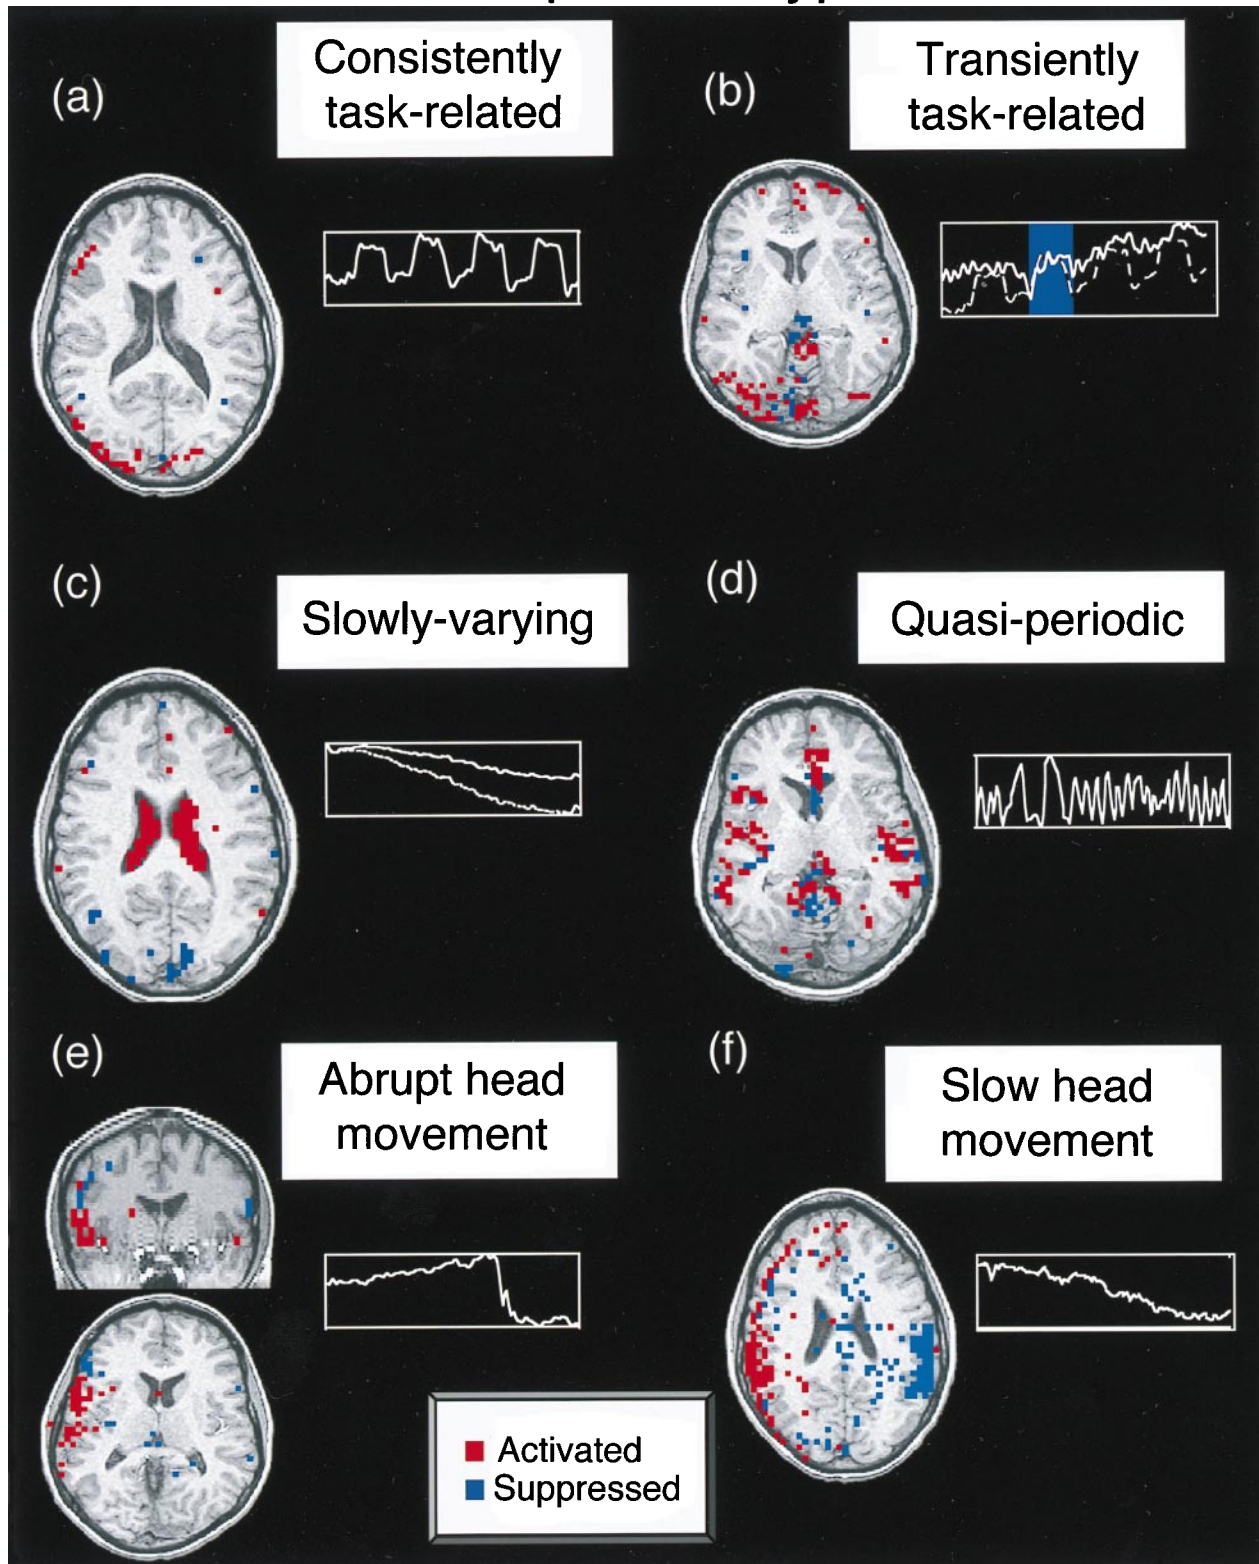 (a)
Consistently
task-related
(b)
Transiently
task-related
(c)
Slowly-varying
(d)
Quasi-periodic
(e)
Abrupt head
movement
(f)
Slow head
movement
Activated
Suppressed